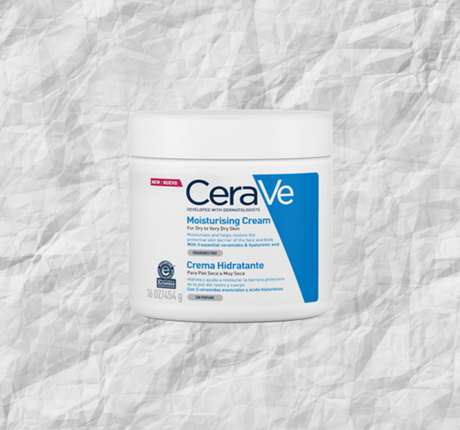 NEW · NUEVO
CeraVe
DEVELOPED WITH DERMATOLOGISTS
Moisturising Cream
For Dry to Very Dry Skin
Moisturises and helps restore the
protective skin barrier of the face and body
With 3 essential ceramides & hyaluronic acid
FRAGRANCE FREE
Crema Hidratante
Para Piel Seca a Muy Seca
Hidrata y ayuda a restaurar la barrera protectora
de la piel del rostro y cuerpo
Con 3 ceramidas esenciales y ácido hialurónico
SIN PERFUME
16 OZ/454 g